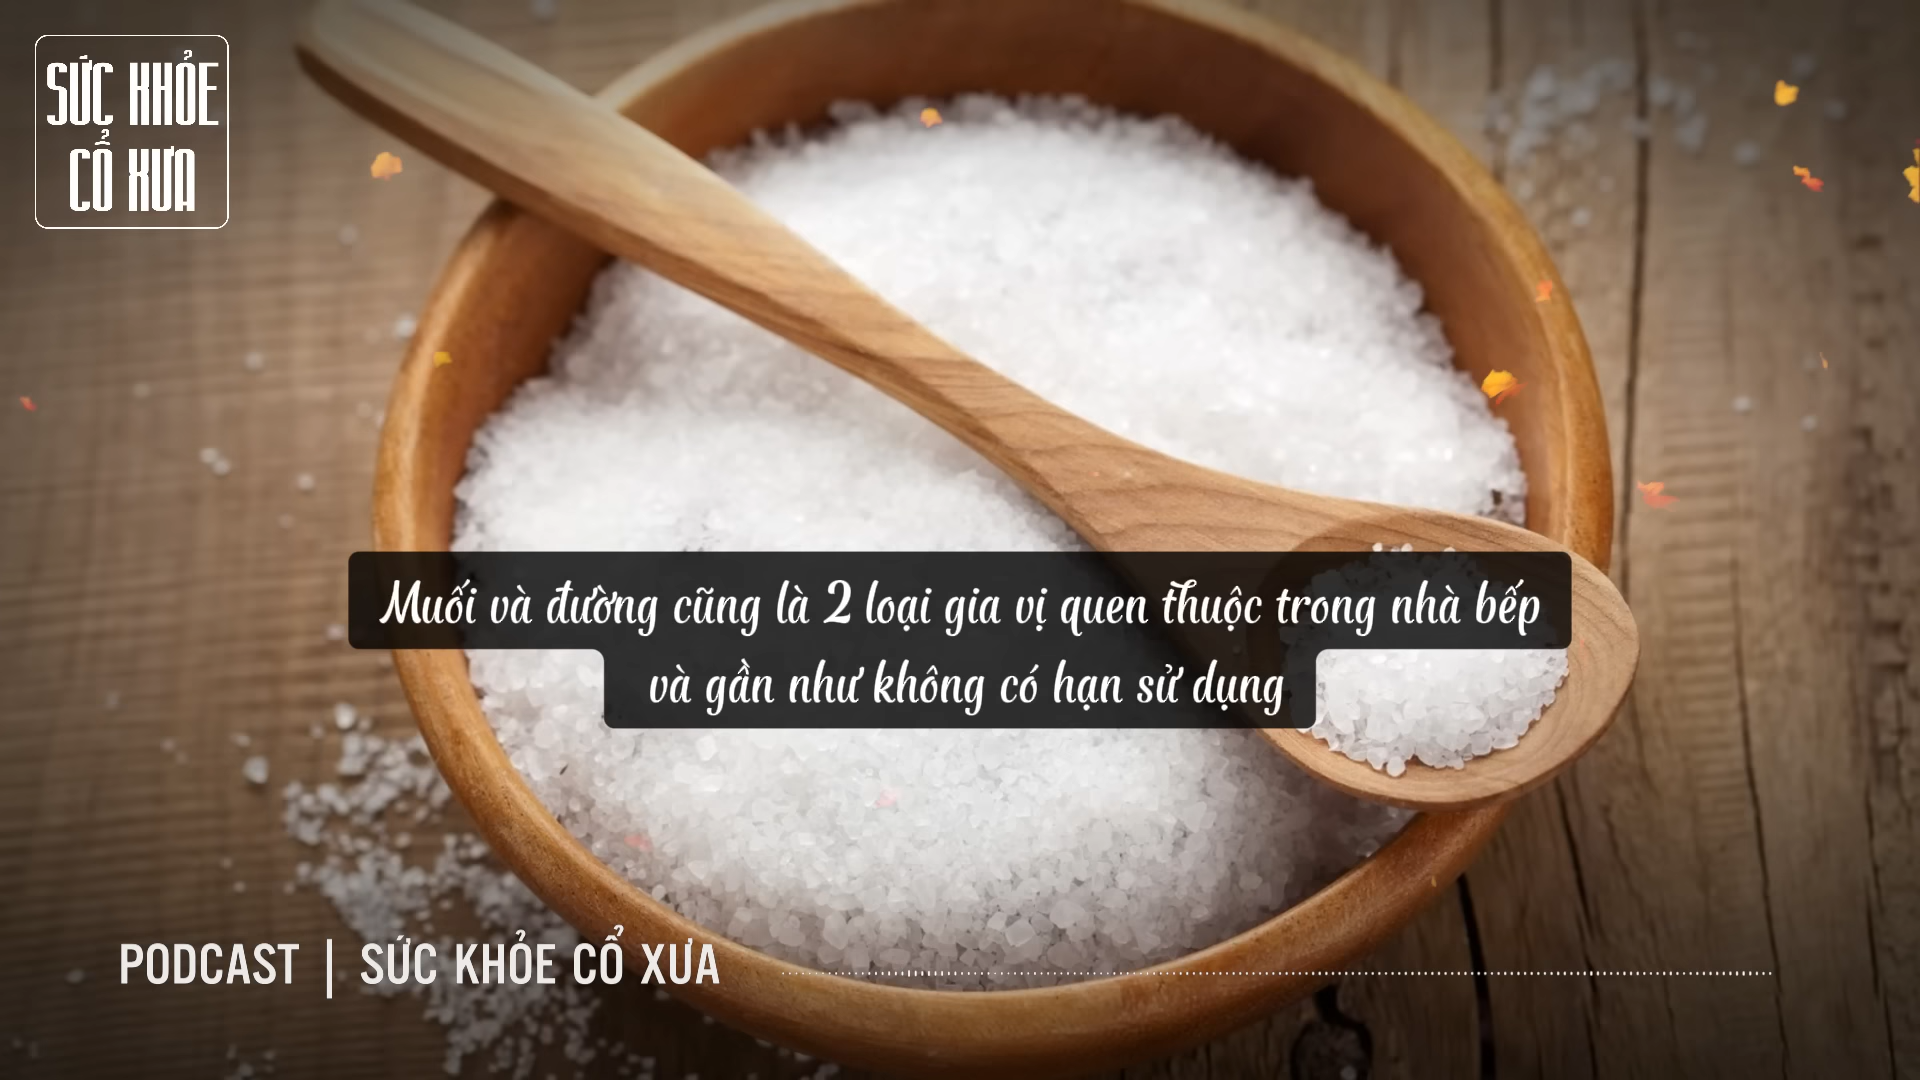 SỨC KHỎE
CỔ XƯA
Muối và đường cũng là 2 loại gia vị quen thuộc trong nhà bếp
và gần như không có hạn sử dụng
PODCAST | SỨC KHỎE CỔ XƯA